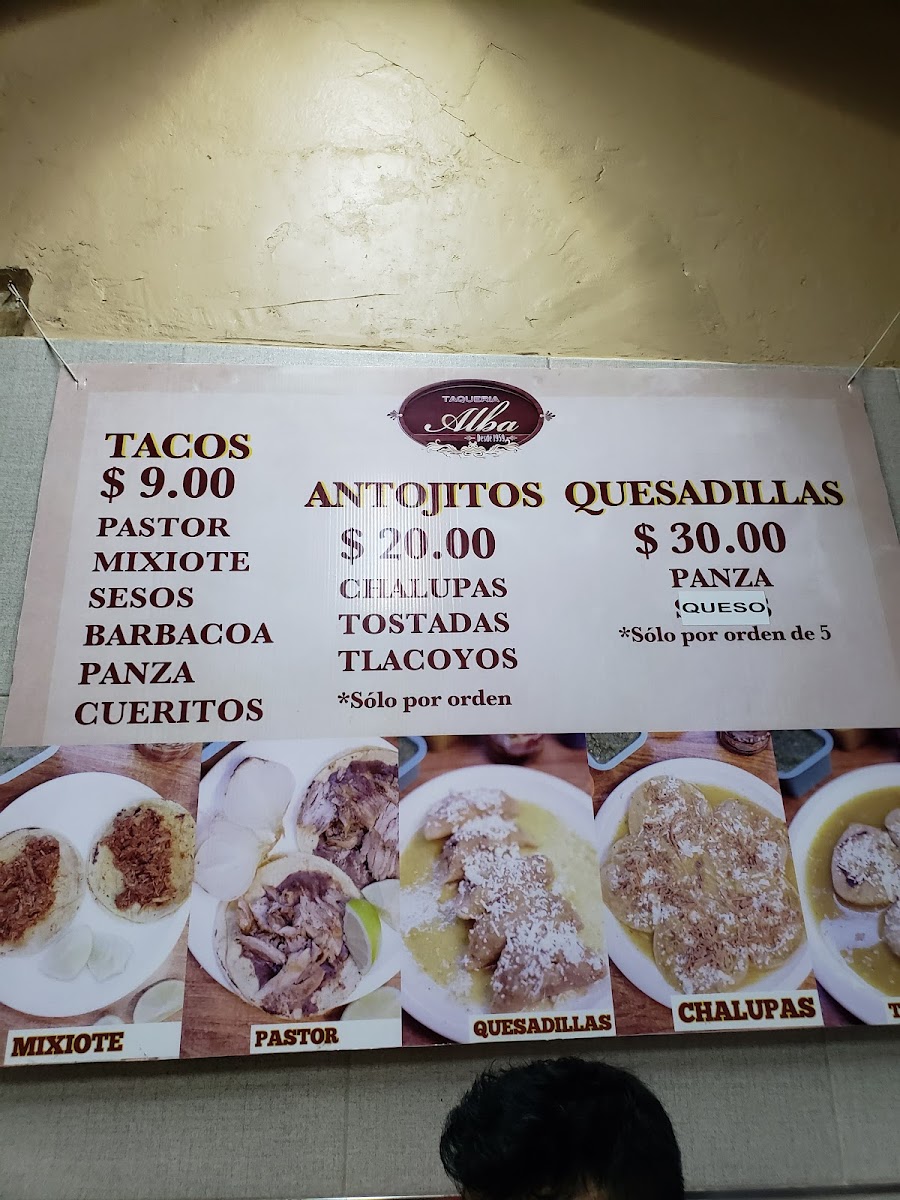 TAQUERIA
Alba
Desde 1959
TACOS
$ 9.00
PASTOR
MIXIOTE
SESOS
BARBACOA
PANZA
CUERITOS
ANTOJITOS
$ 20.00
CHALUPAS
TOSTADAS
TLACOYOS
*Sólo por orden
QUESADILLAS
$ 30.00
PANZA
QUESO
*Sólo por orden de 5
MIXIOTE
PASTOR
QUESADILLAS
CHALUPAS